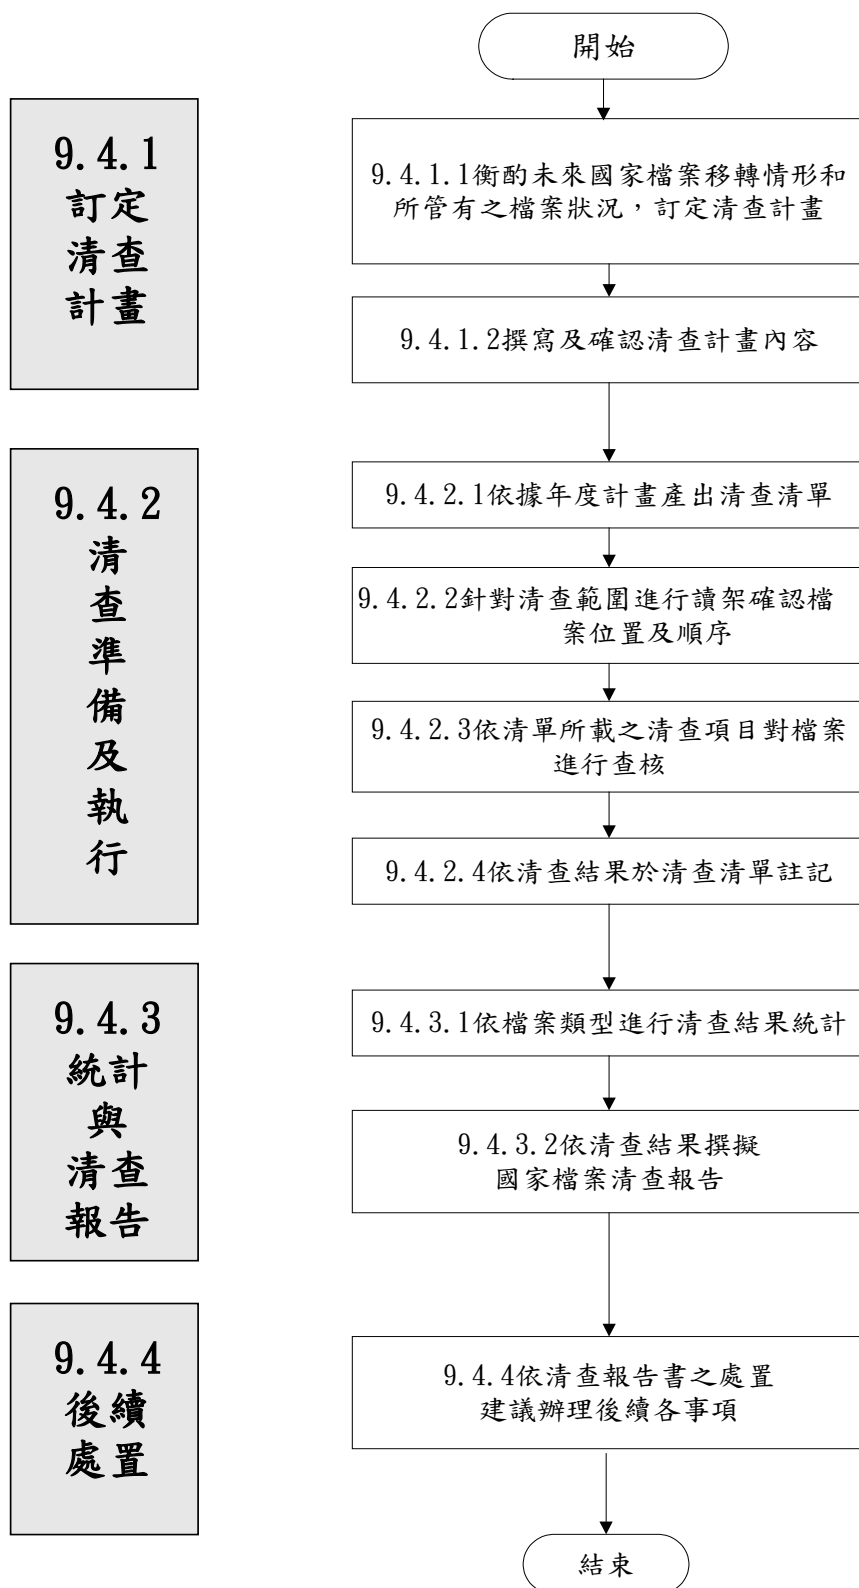 開始
9.4.1
訂定
清查
計畫
9.4.1.1衡酌未來國家檔案移轉情形和
所管有之檔案狀況，訂定清查計畫
9.4.1.2撰寫及確認清查計畫內容
9.4.2
清
查
準
備
及
執
行
9.4.2.1依據年度計畫產出清查清單
9.4.2.2針對清查範圍進行讀架確認檔
案位置及順序
9.4.2.3依清單所載之清查項目對檔案
進行查核
9.4.2.4依清查結果於清查清單註記
9.4.3
統計
與
清查
報告
9.4.3.1依檔案類型進行清查結果統計
9.4.3.2依清查結果撰擬
國家檔案清查報告
9.4.4
後續
處置
9.4.4依清查報告書之處置
建議辦理後續各事項
結束